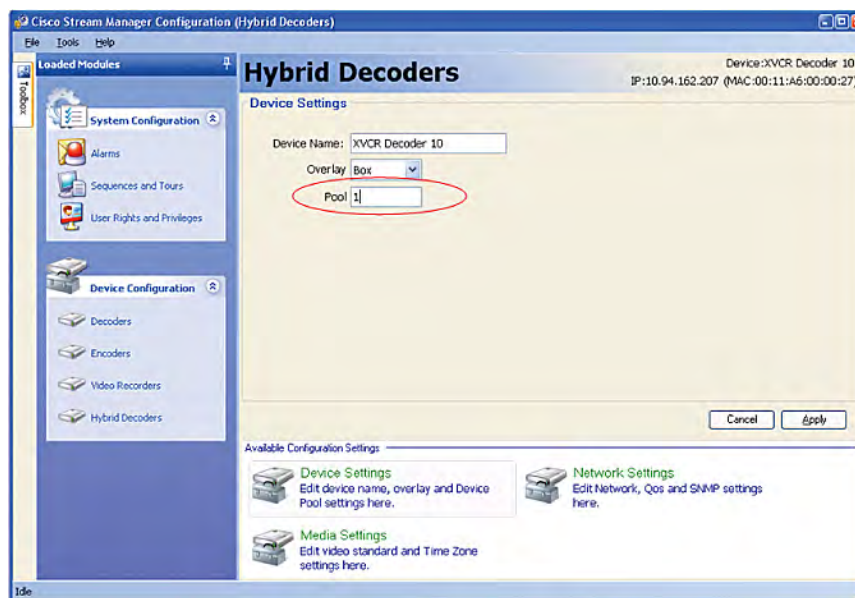 Cisco Stream Manager Configuration (Hybrid Decoders)
File Tools Help
Toolbox
Loaded Modules
System Configuration
Alarms
Sequences and Tours
User Rights and Privileges
Device Configuration
Decoders
Encoders
Video Recorders
Hybrid Decoders
Hybrid Decoders
Device:XVCR Decoder 10
IP:10.94.162.207 (MAC:00:11:A6:00:00:27)
Device Settings
Device Name: XVCR Decoder 10
Overlay Box
Pool 1
Cancel Apply
Available Configuration Settings
Device Settings
Edit device name, overlay and Device
Pool settings here.
Network Settings
Edit Network, Qos and SNMP settings
here.
Media Settings
Edit video standard and Time Zone
settings here.
Idle